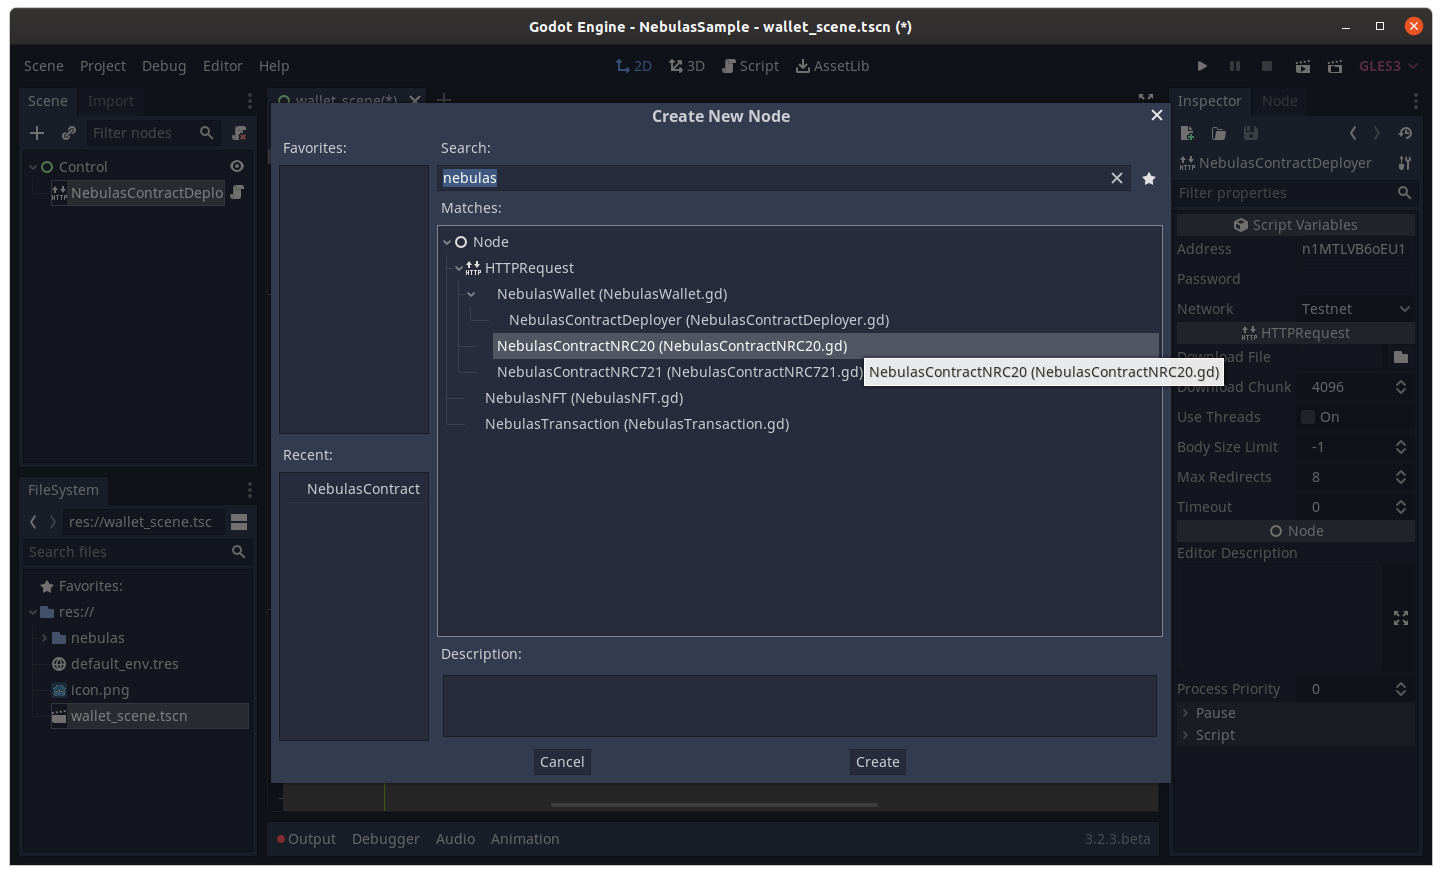 Godot Engine - NebulasSample - wallet_scene.tscn (*)
Scene Project Debug Editor Help
2D 3D Script AssetLib
GLES3
Scene Import
Filter nodes
Control
HTTP NebulasContractDeplo
wallet_scene(*)
Create New Node
Favorites:
Recent:
NebulasContract
Search:
nebulas
Matches:
Node
HTTP HTTPRequest
NebulasWallet (NebulasWallet.gd)
NebulasContractDeployer (NebulasContractDeployer.gd)
NebulasContractNRC20 (NebulasContractNRC20.gd)
NebulasContractNRC721 (NebulasContractNRC721.gd)
NebulasContractNRC20 (NebulasContractNRC20.gd)
NebulasNFT (NebulasNFT.gd)
NebulasTransaction (NebulasTransaction.gd)
Description:
Cancel Create
FileSystem
res://wallet_scene.tsc
Search files
Favorites:
res://
nebulas
default_env.tres
icon.png
wallet_scene.tscn
Output Debugger Audio Animation
3.2.3.beta
Inspector Node
HTTP NebulasContractDeployer
Filter properties
Script Variables
Address n1MTLVB6oEU1
Password
Network Testnet
HTTP HTTPRequest
Download File
Download Chunk 4096
Use Threads On
Body Size Limit -1
Max Redirects 8
Timeout 0
Node
Editor Description
Process Priority 0
Pause
Script